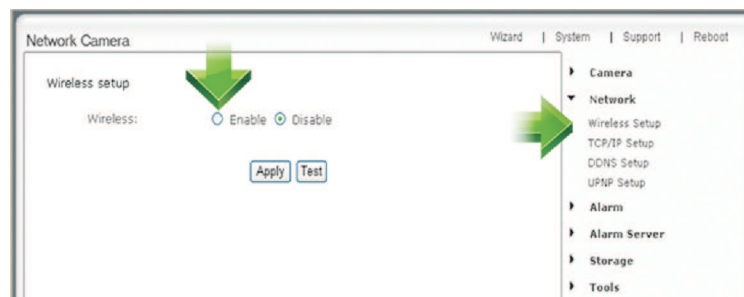 Network Camera
Wizard | System | Support | Reboot
Wireless setup
Wireless: Enable Disable
Apply Test
Camera
Network
Wireless Setup
TCP/IP Setup
DDNS Setup
UPNP Setup
Alarm
Alarm Server
Storage
Tools